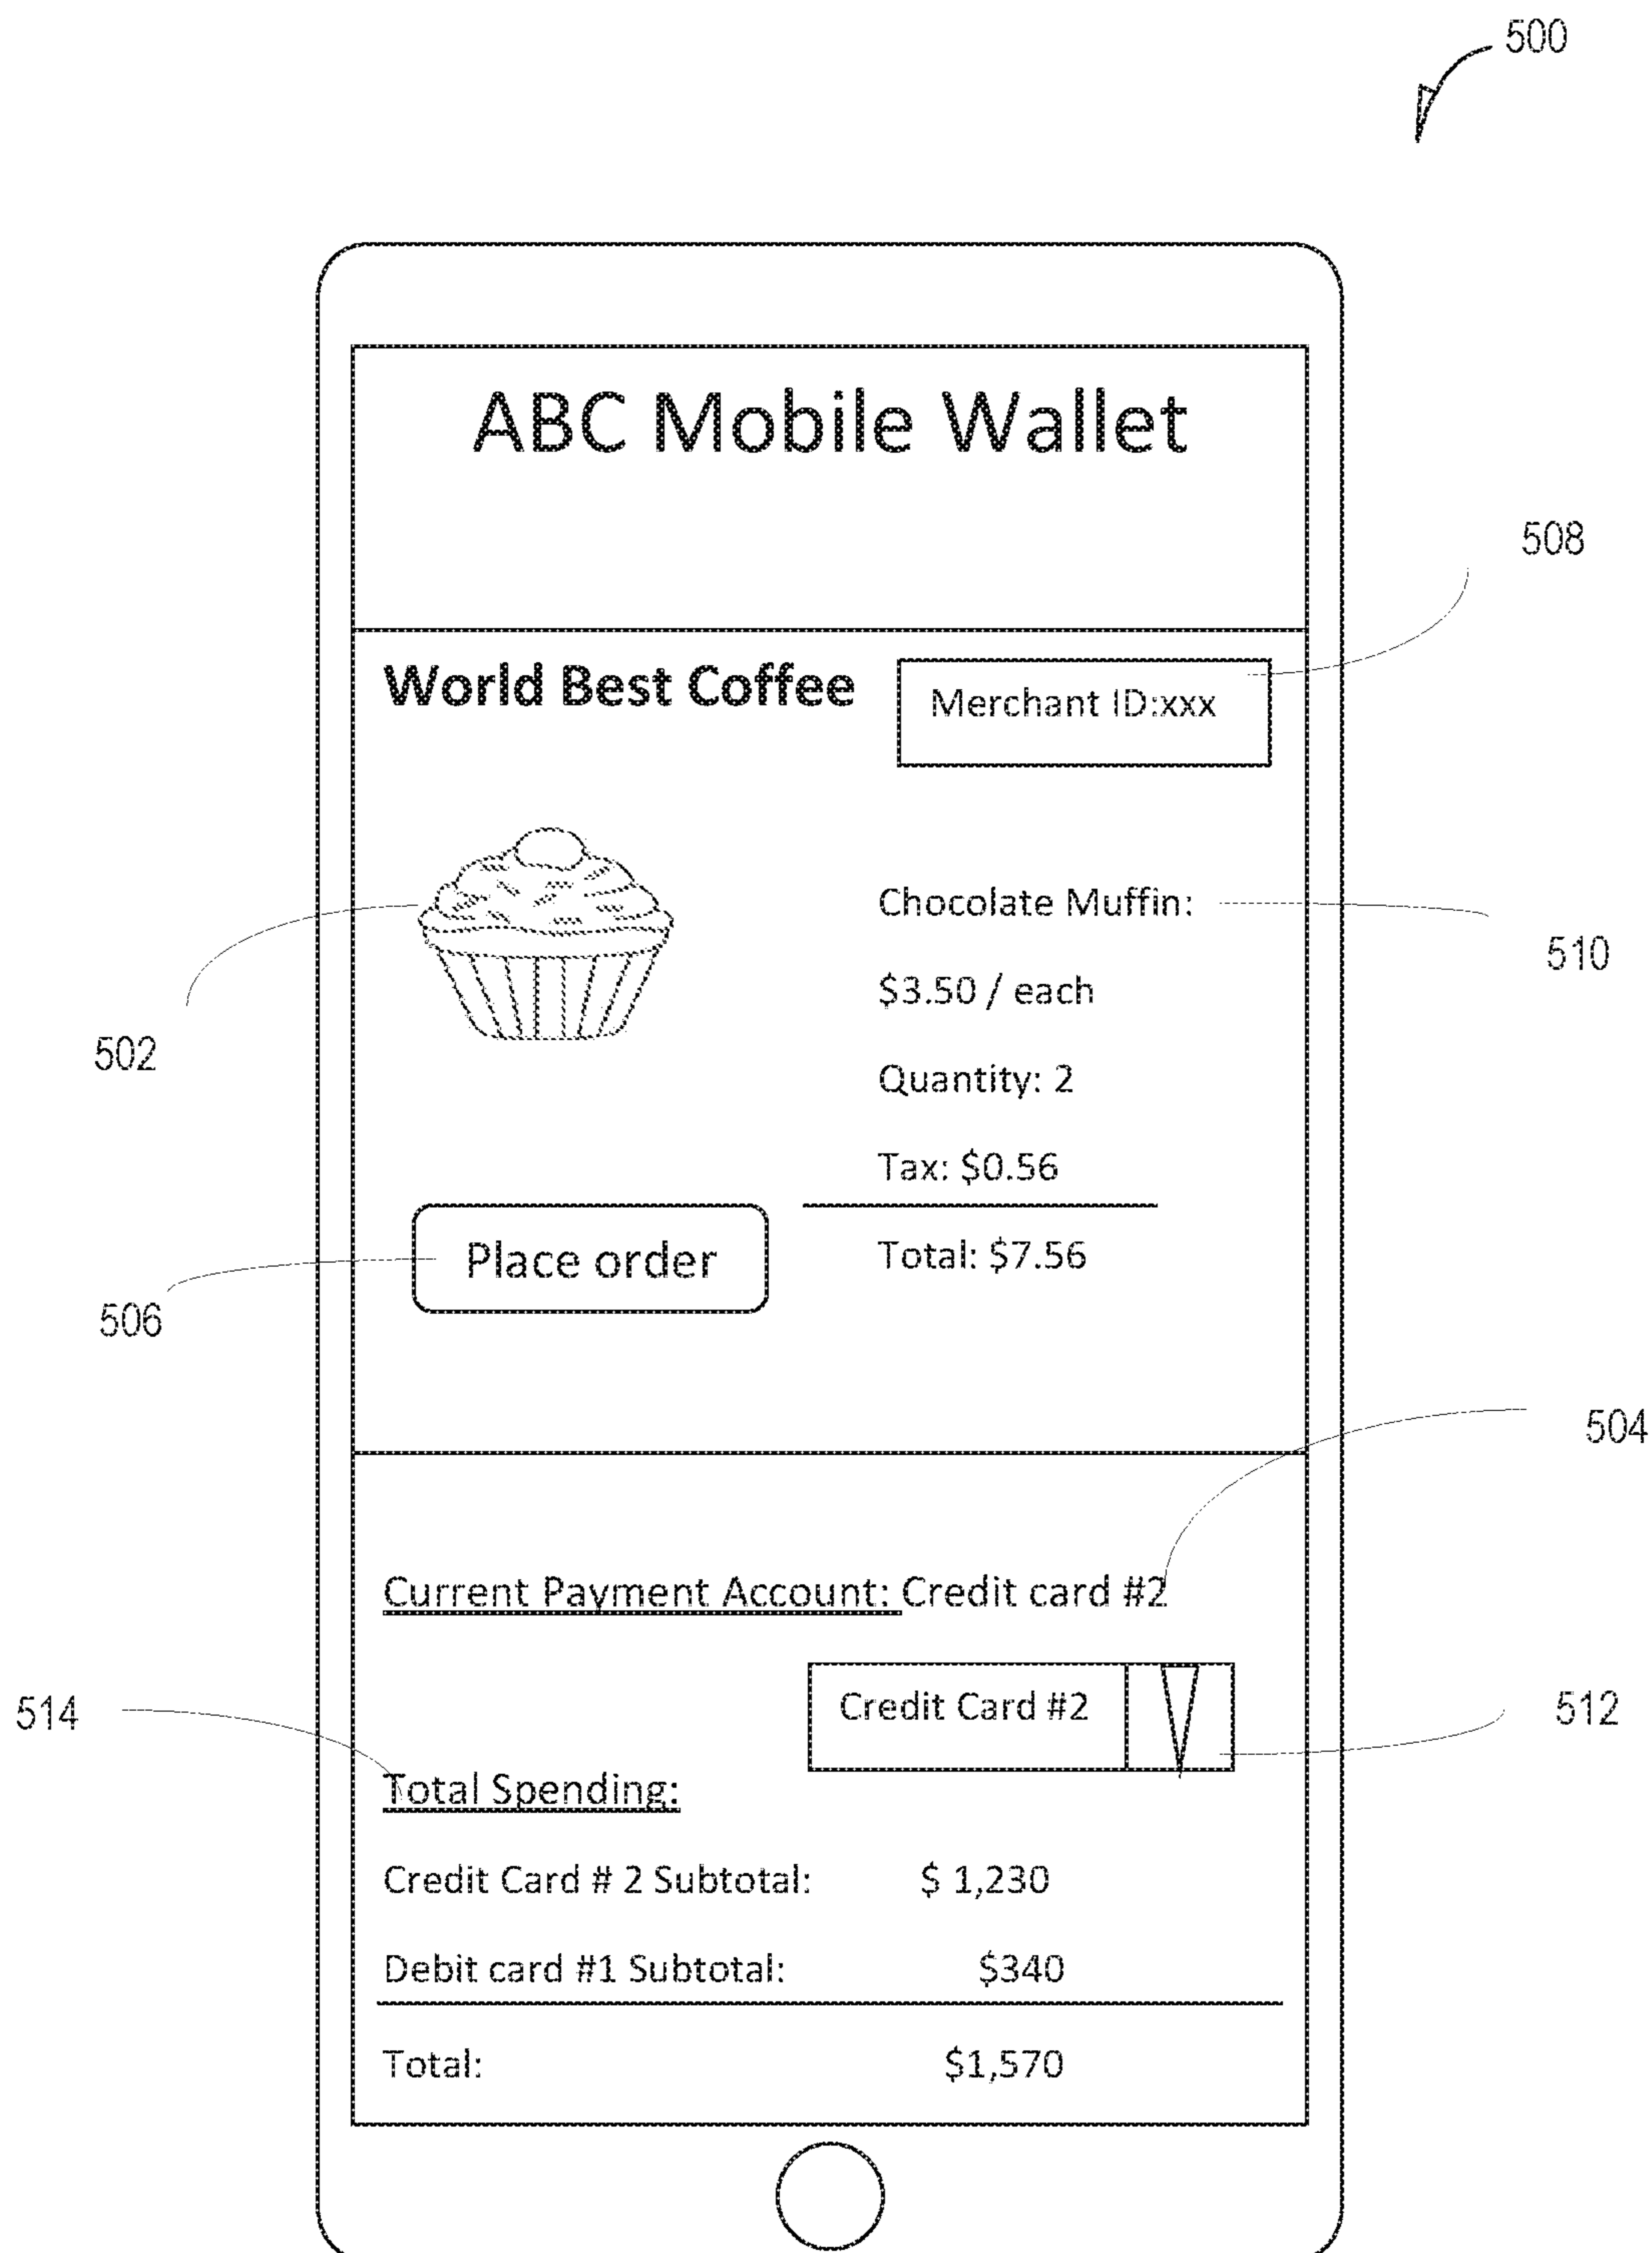 500
ABC Mobile Wallet
508
World Best Coffee
Merchant ID:xxx
Chocolate Muffin:
510
$3.50 / each
502
Quantity: 2
Tax: $0.56
Place order
Total: $7.56
506
504
Current Payment Account: Credit card #2
514
Credit Card #2
512
Total Spending:
Credit Card # 2 Subtotal: $ 1,230
Debit card #1 Subtotal: $340
Total: $1,570